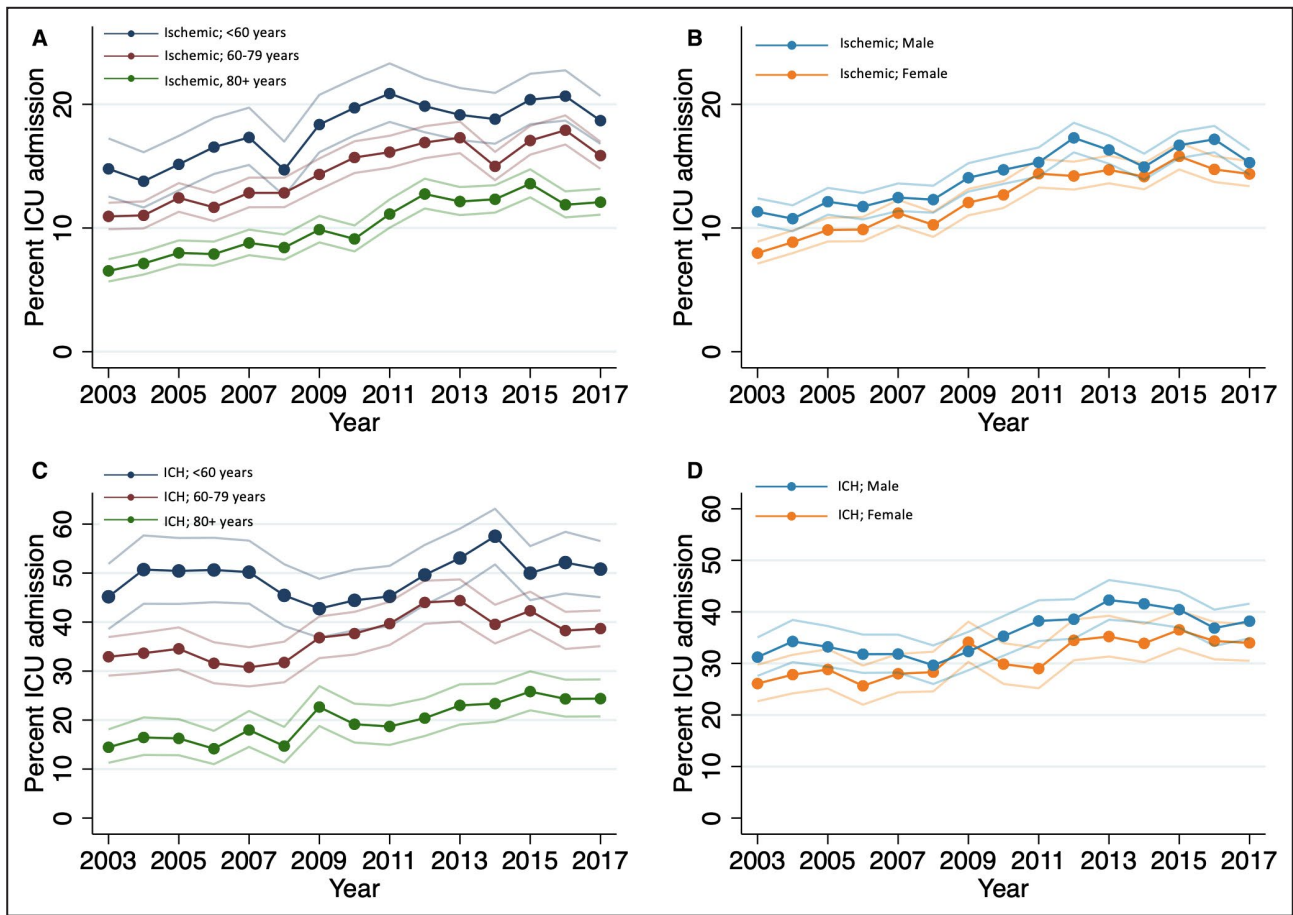 A
Ischemic; <60 years
Ischemic; 60-79 years
Ischemic, 80+ years
Percent ICU admission
20
10
0
2003 2005 2007 2009 2011 2013 2015 2017
Year
B
Ischemic; Male
Ischemic; Female
Percent ICU admission
20
10
0
2003 2005 2007 2009 2011 2013 2015 2017
Year
C
ICH; <60 years
ICH; 60-79 years
ICH; 80+ years
Percent ICU admission
60
50
40
30
20
10
0
2003 2005 2007 2009 2011 2013 2015 2017
Year
D
ICH; Male
ICH; Female
Percent ICU admission
60
50
40
30
20
10
0
2003 2005 2007 2009 2011 2013 2015 2017
Year